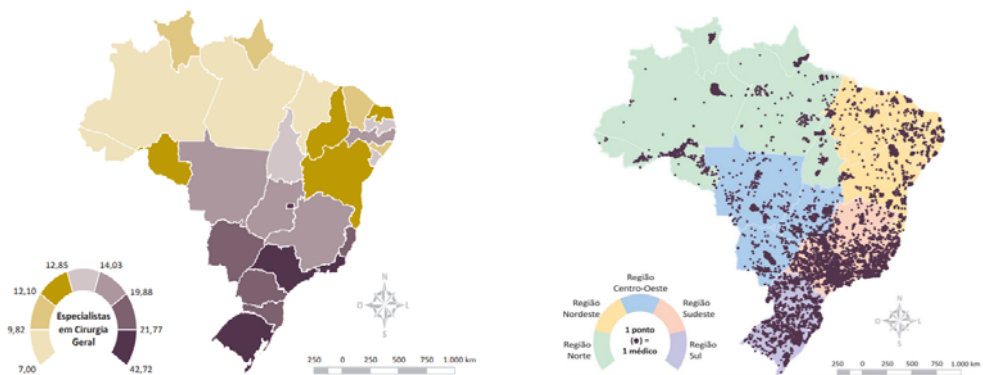 12,85
14,03
12,10
19,88
9,82
21,77
7,00
42,72
Especialistas
em Cirurgia
Geral
N
O
L
S
250
0
250
500
750
1.000 km
Região
Centro-Oeste
Região
Nordeste
Região
Sudeste
Região
Norte
Região
Sul
1 ponto
(*) =
1 médico
N
O
L
S
250
0
250
500
750
1.000 km